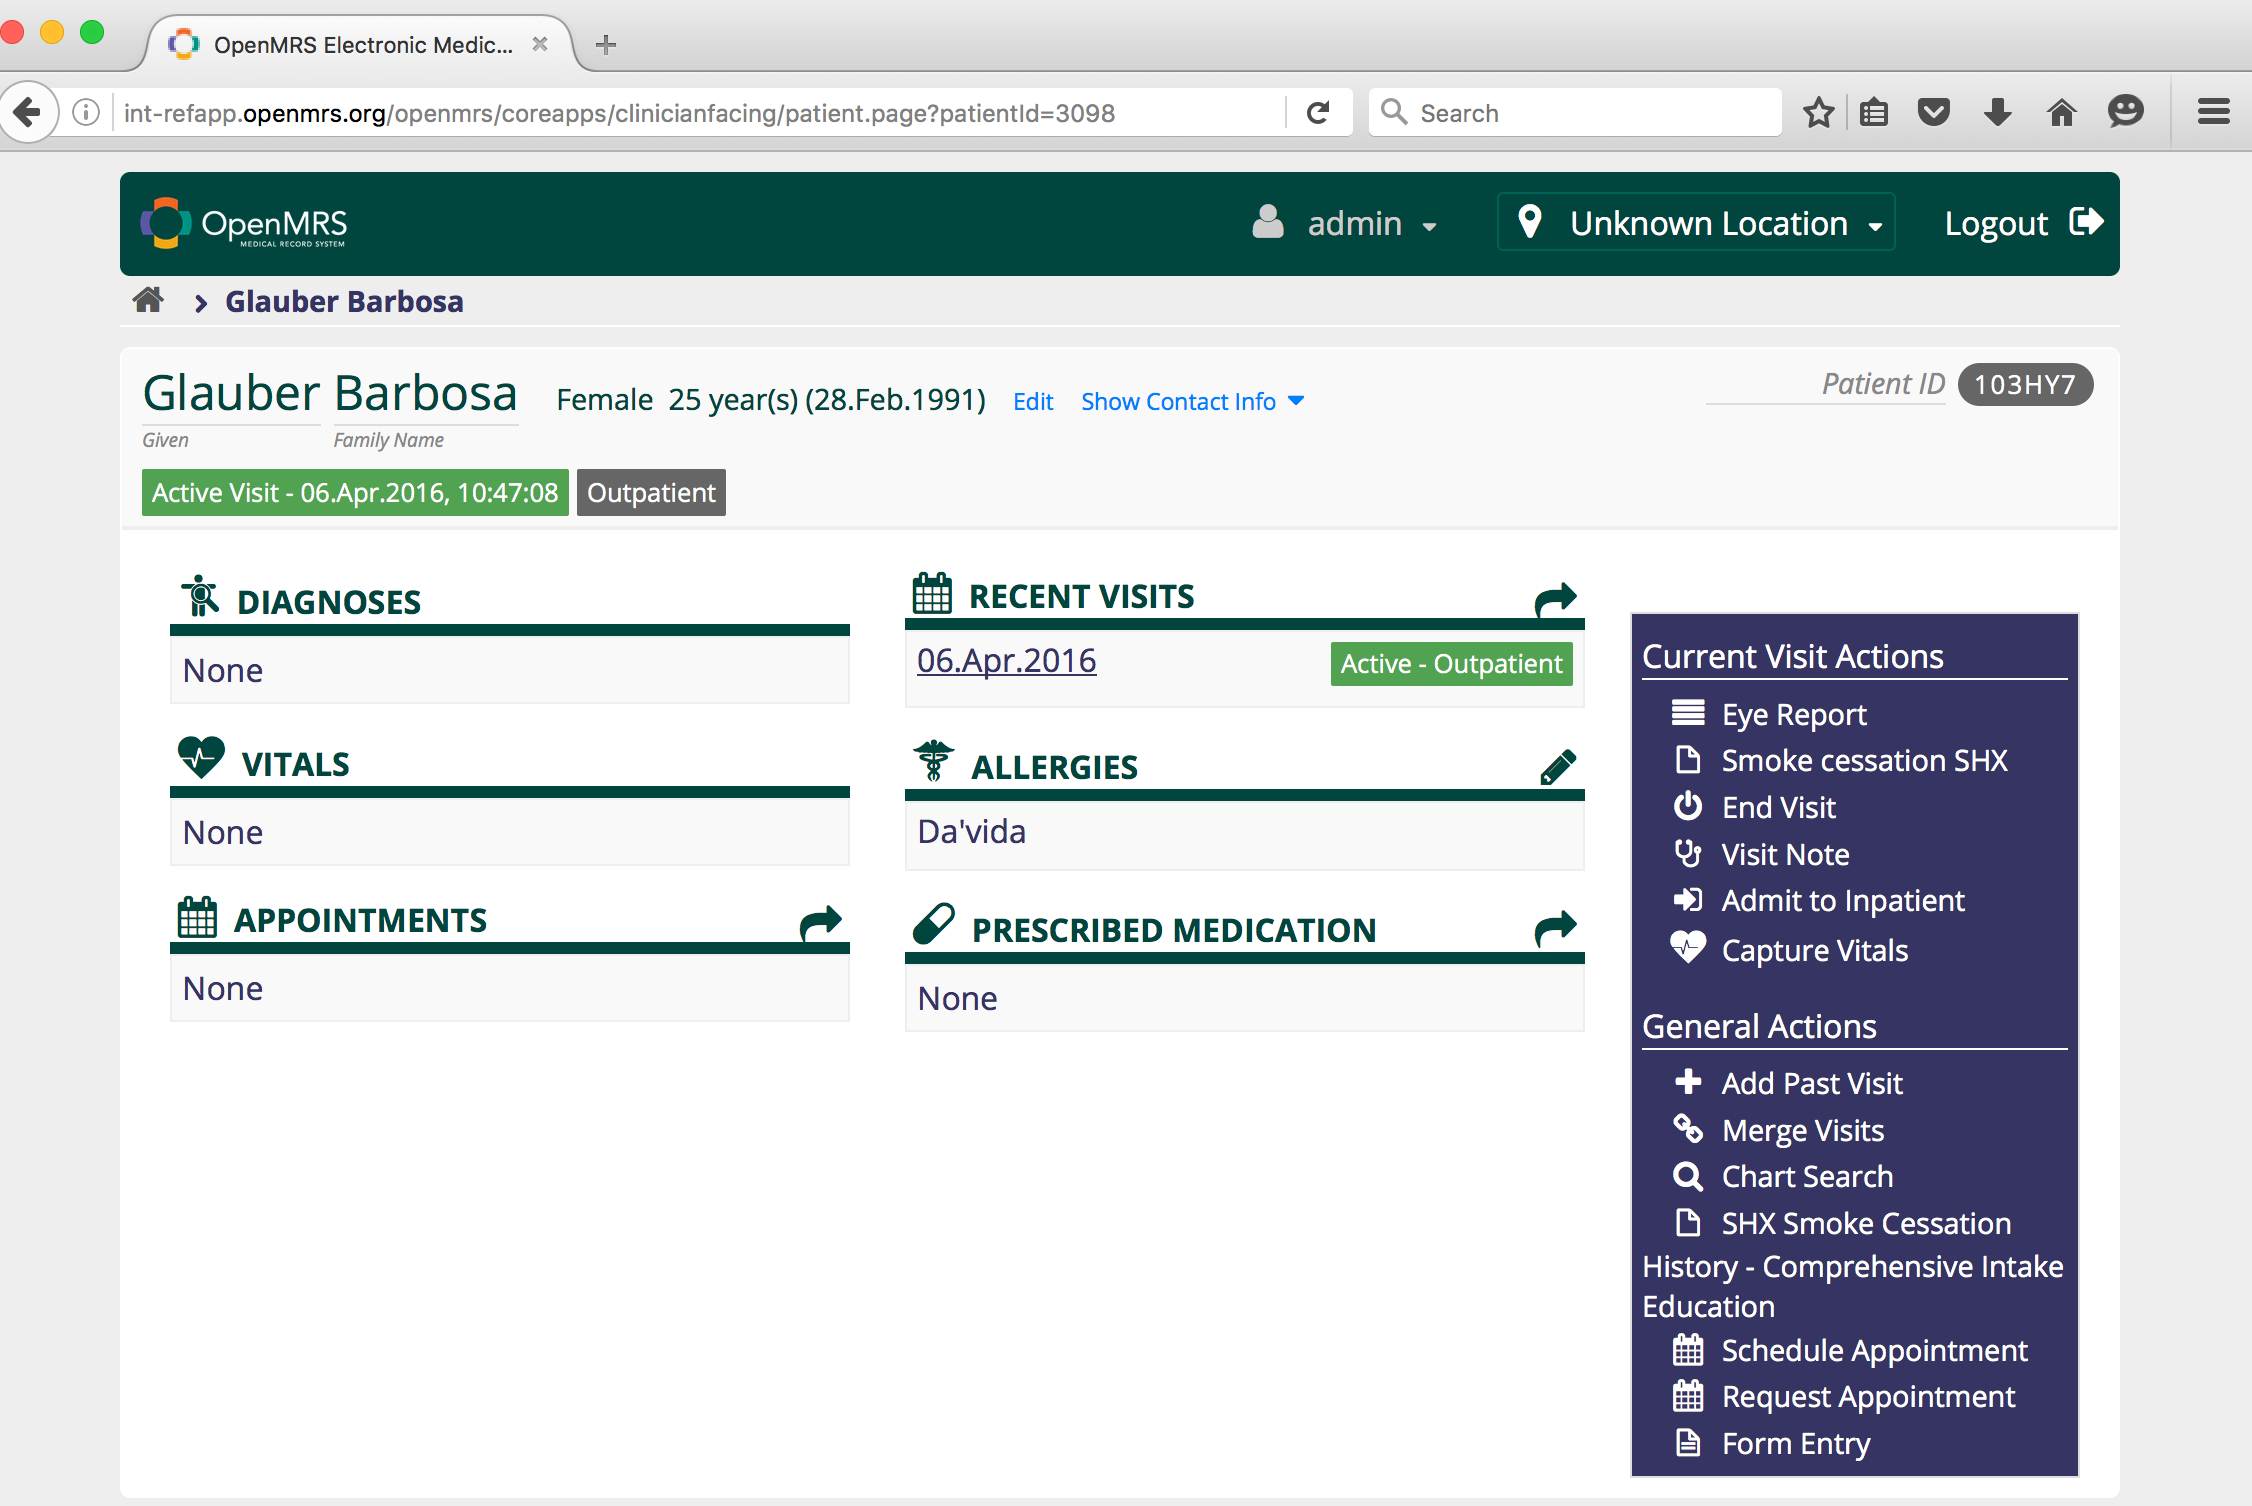 OpenMRS Electronic Medic...
int-refapp.openmrs.org/openmrs/coreapps/clinicianfacing/patient.page?patientId=3098
Search
OpenMRS
MEDICAL RECORD SYSTEM
admin
Unknown Location
Logout
Glauber Barbosa
Glauber Barbosa Female 25 year(s) (28.Feb.1991) Edit Show Contact Info
Patient ID 103HY7
Given Family Name
Active Visit - 06.Apr.2016, 10:47:08 Outpatient
DIAGNOSES
None
VITALS
None
APPOINTMENTS
None
RECENT VISITS
06.Apr.2016 Active - Outpatient
ALLERGIES
Da'vida
PRESCRIBED MEDICATION
None
Current Visit Actions
Eye Report
Smoke cessation SHX
End Visit
Visit Note
Admit to Inpatient
Capture Vitals
General Actions
Add Past Visit
Merge Visits
Chart Search
SHX Smoke Cessation
History - Comprehensive Intake
Education
Schedule Appointment
Request Appointment
Form Entry